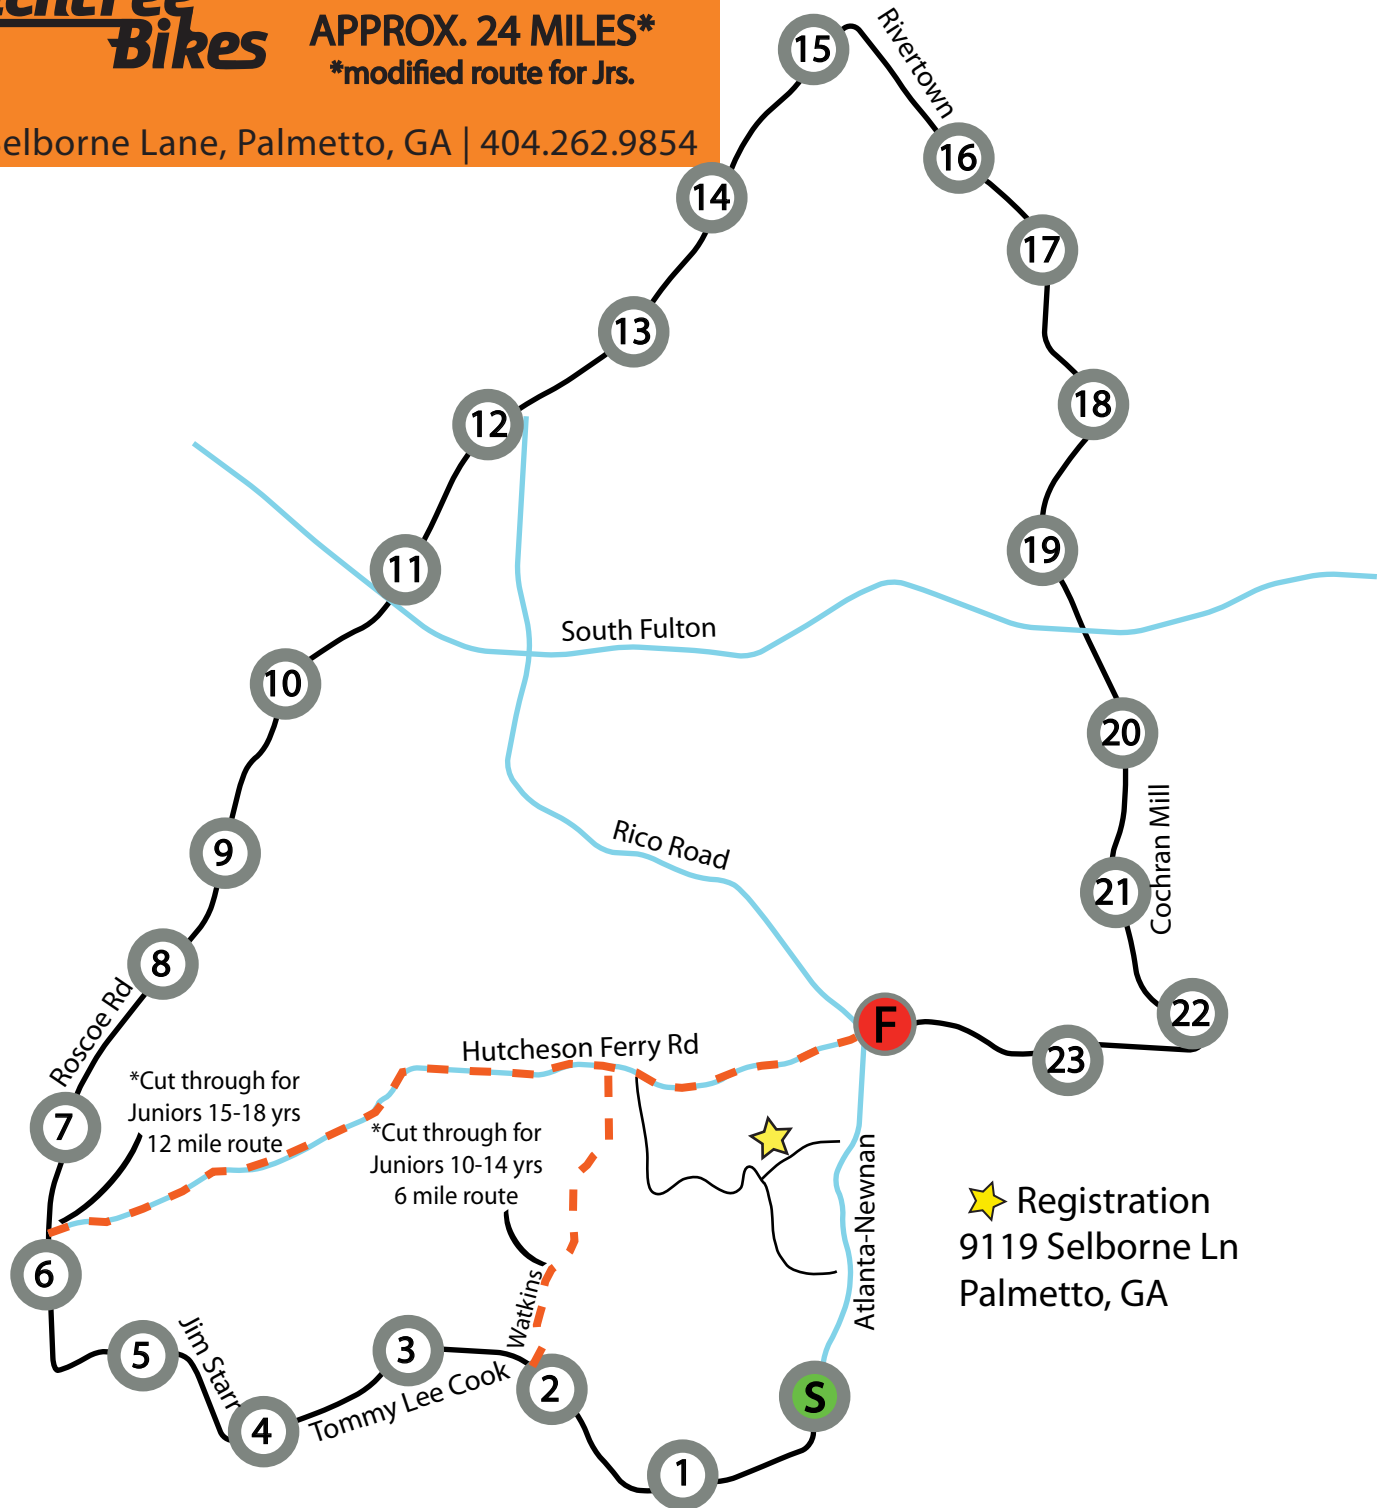 Bikes
APPROX. 24 MILES*
*modified route for Jrs.
Lane, Palmetto, GA | 404.262.9854
15
Rivertown
16
14
17
13
18
12
19
11
South Fulton
10
20
Rico Road
9
21
Cochran Mill
8
22
Roscoe Rd
F
Hutcheson Ferry Rd
23
7
*Cut through for
Juniors 15-18 yrs
12 mile route
*Cut through for
Juniors 10-14 yrs
6 mile route
Atlanta-Newnan
Registration
9119 Selborne Ln
Palmetto, GA
6
Watkins
5
Jim Starr
3
Tommy Lee Cook
2
S
4
1